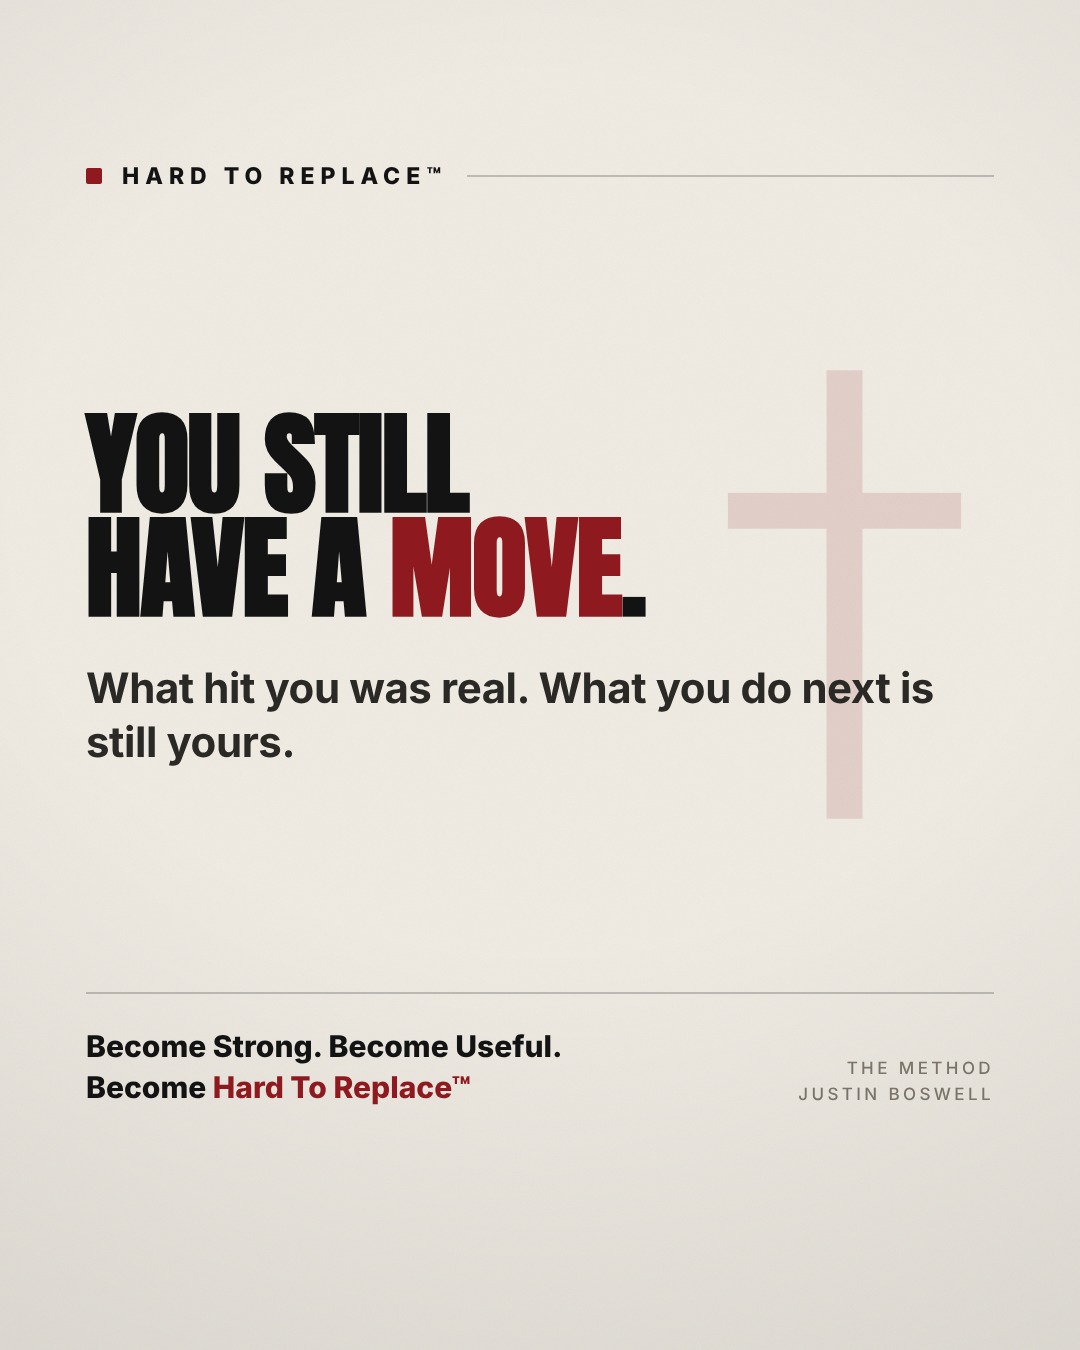 HARD TO REPLACE™
YOU STILL
HAVE A MOVE.
What hit you was real. What you do next is
still yours.
Become Strong. Become Useful.
Become Hard To Replace™
THE METHOD
JUSTIN BOSWELL